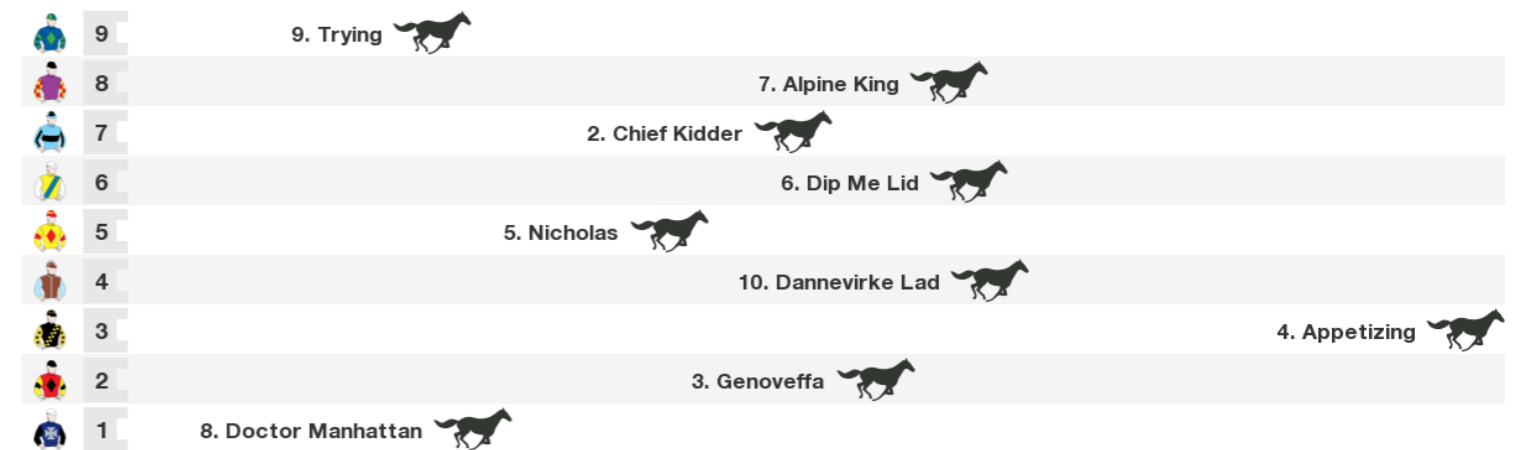 9 9. Trying
8 7. Alpine King
7 2. Chief Kidder
6 6. Dip Me Lid
5 5. Nicholas
4 10. Dannevirke Lad
3 4. Appetizing
2 3. Genoveffa
1 8. Doctor Manhattan